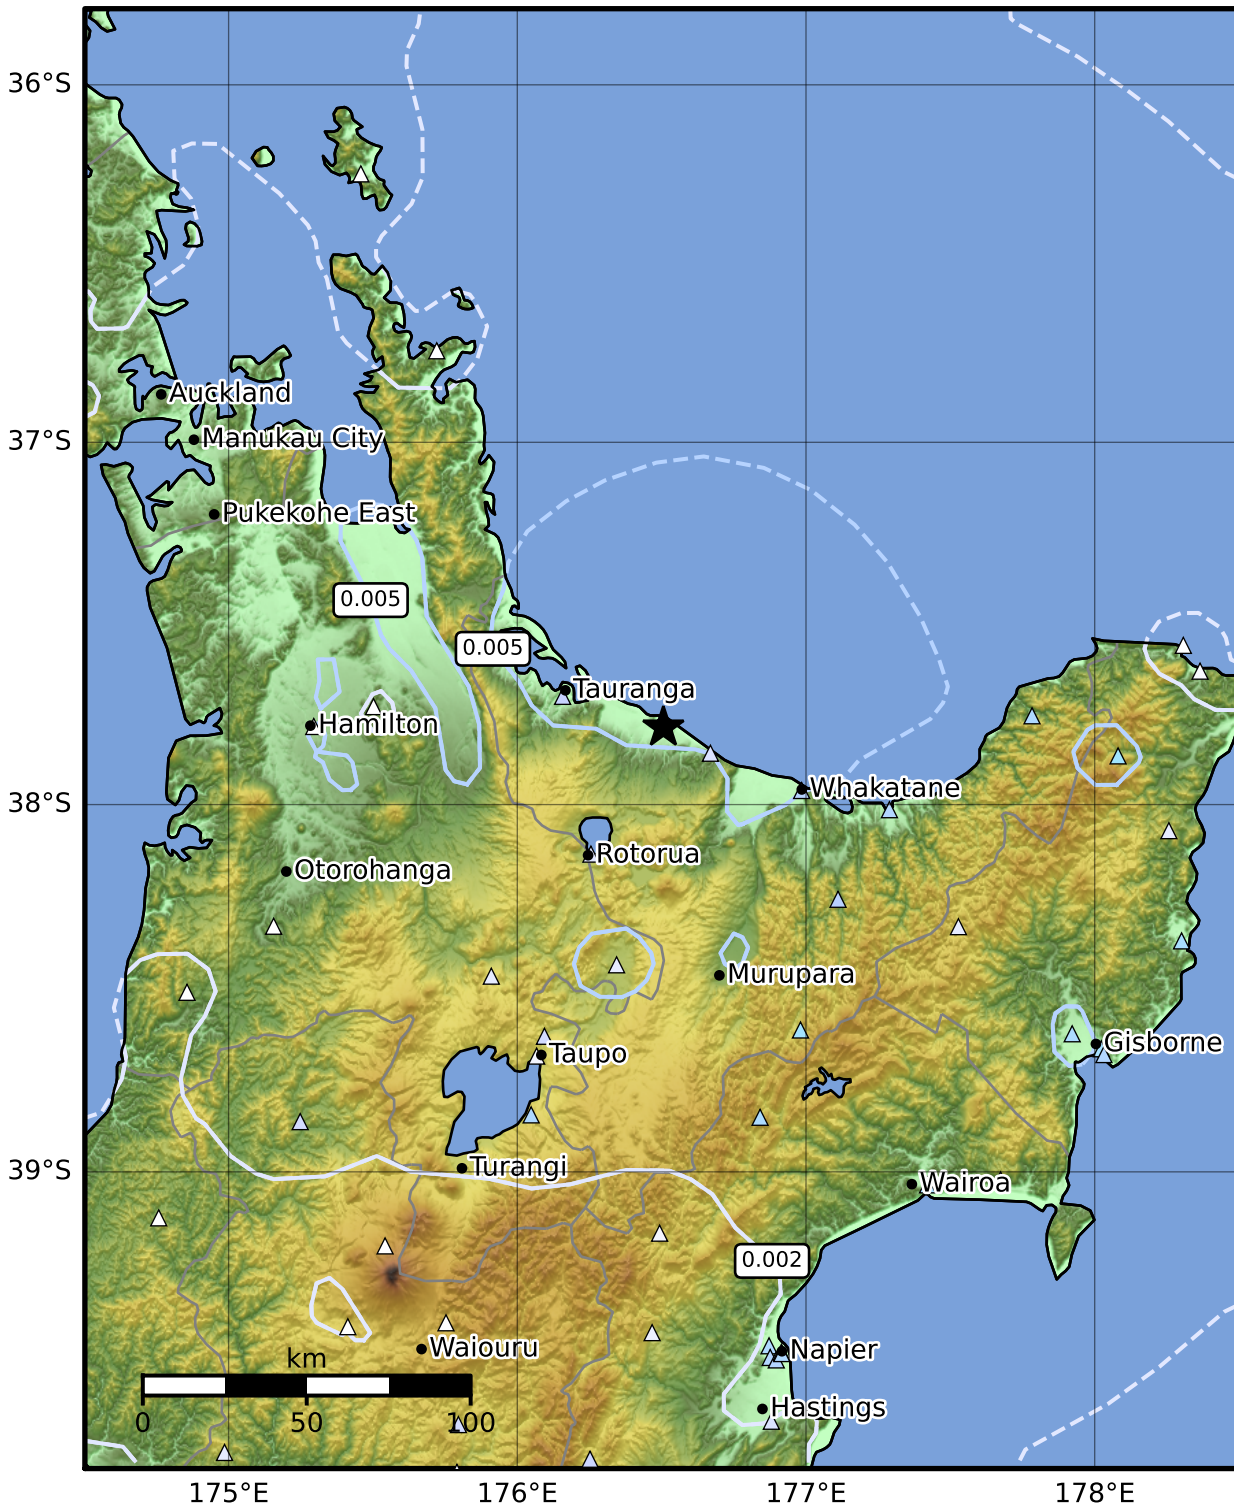 36°S
Auckland
37°S
Manukau City
Pukekohe East
0.005
0.005
Tauranga
Hamilton
Whakatane
38°S
Rotorua
Otorohanga
Murupara
Gisborne
Taupo
39°S
Turangi
Wairoa
0.002
Waiouru
Napier
km
Hastings
0 50 100
175°E 176°E 177°E 178°E